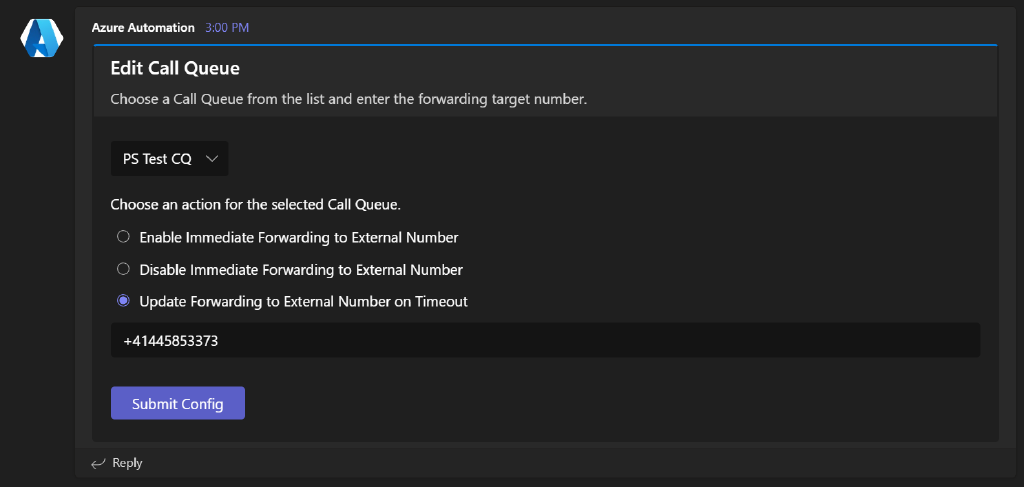 Azure Automation 3:00 PM
Edit Call Queue
Choose a Call Queue from the list and enter the forwarding target number.
PS Test CQ
Choose an action for the selected Call Queue.
Enable Immediate Forwarding to External Number
Disable Immediate Forwarding to External Number
Update Forwarding to External Number on Timeout
+41445853373
Submit Config
Reply